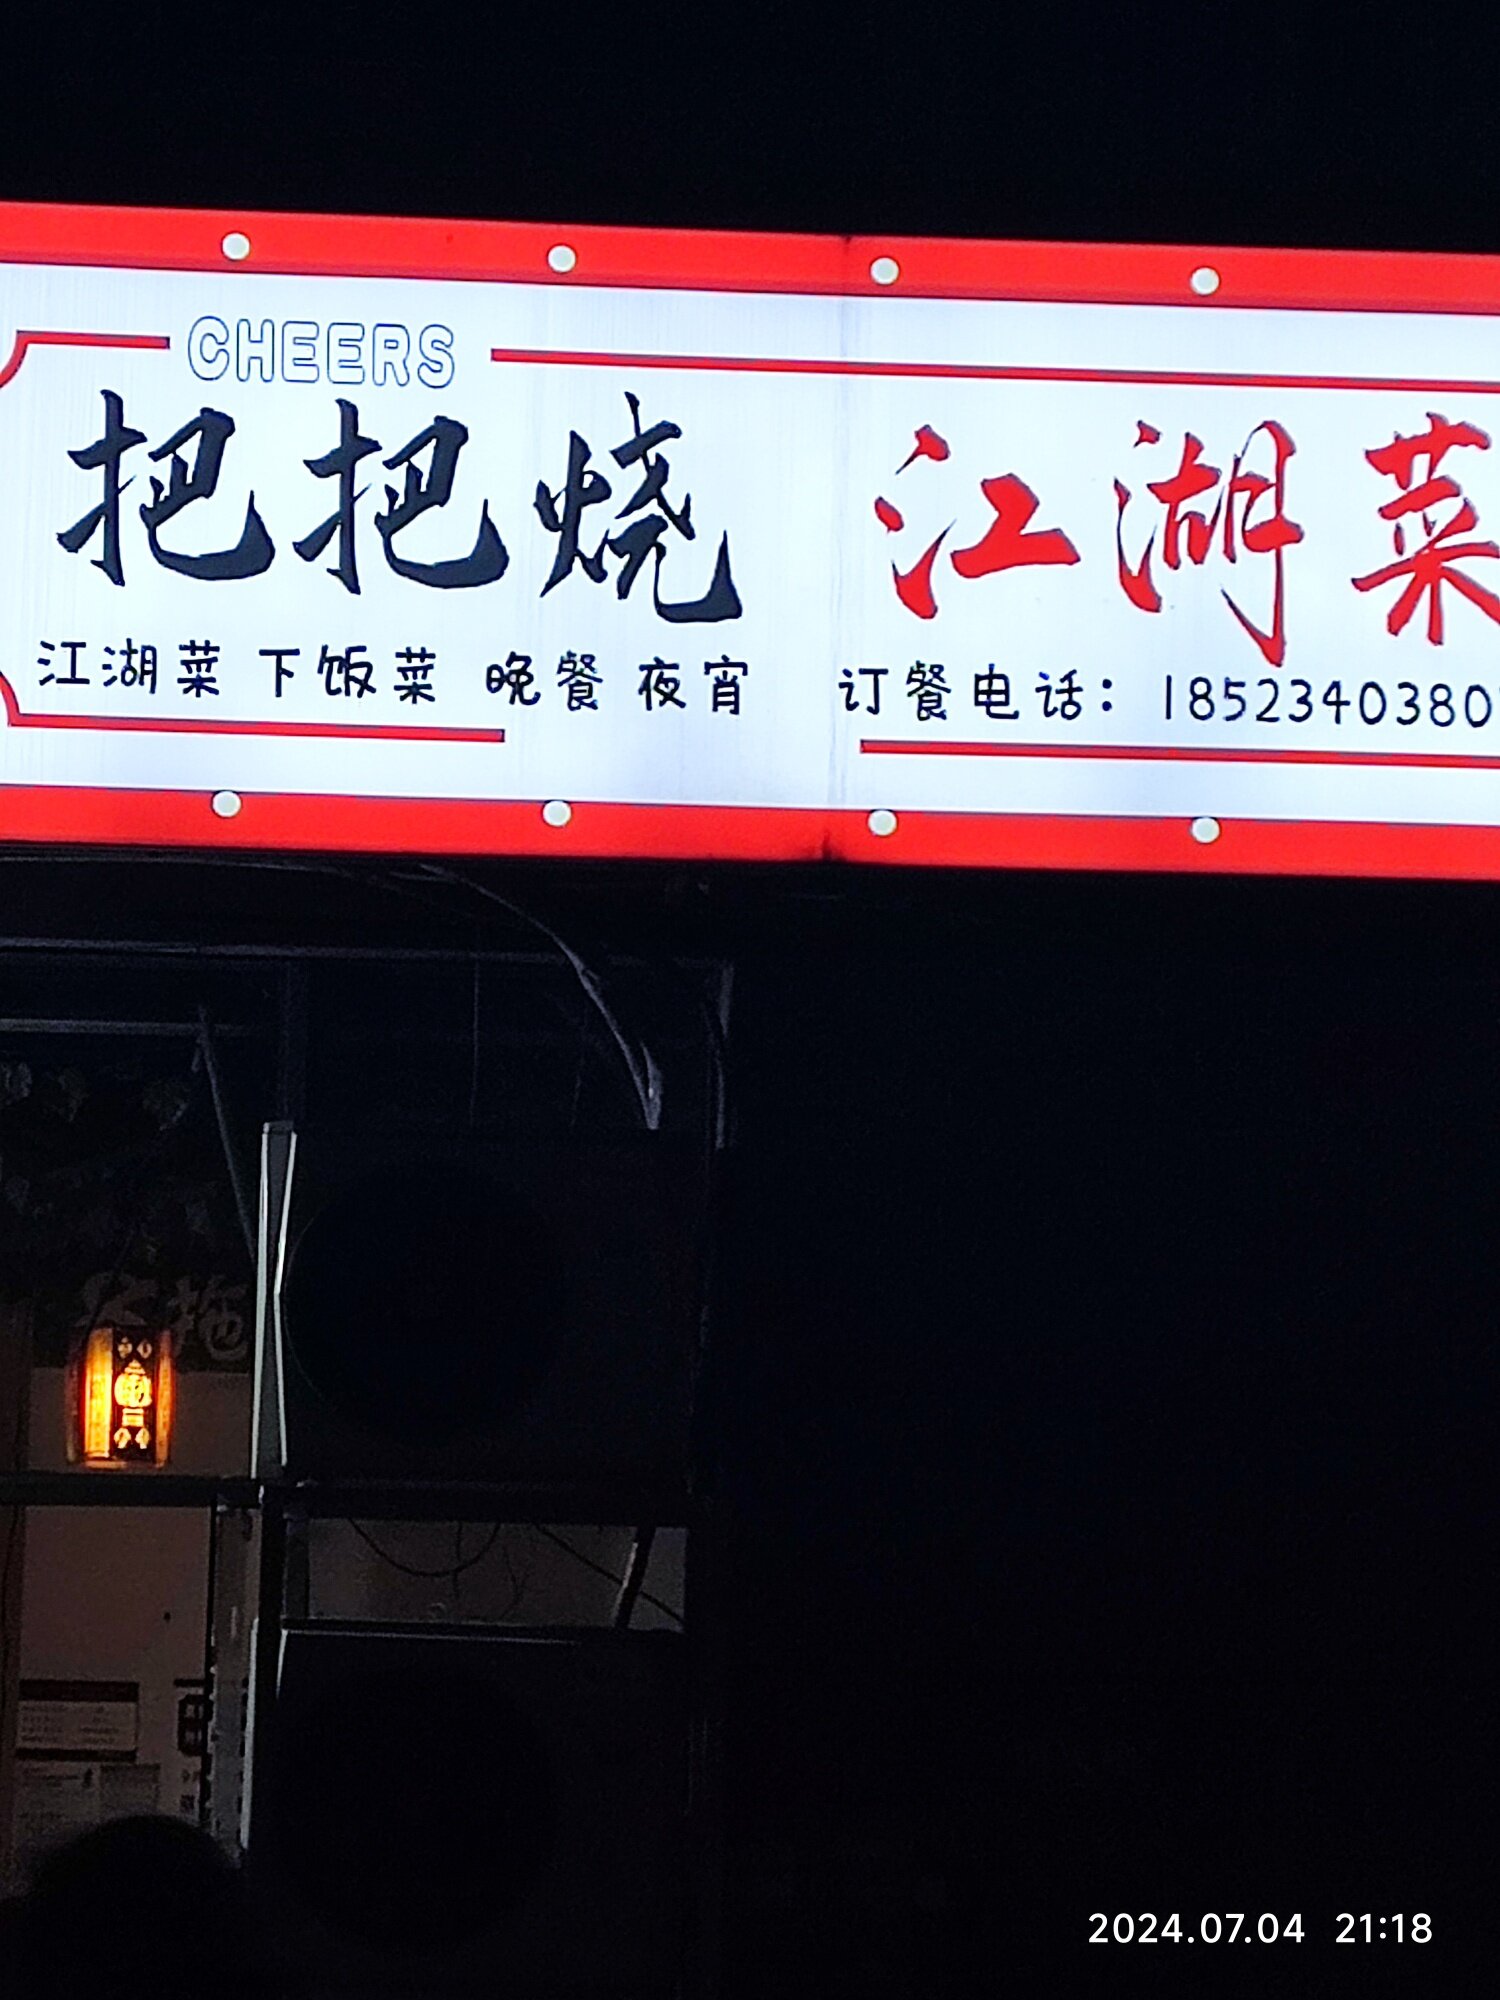 CHEERS
把把烧 江湖菜
江湖菜 下饭菜 晚餐 夜宵 订餐电话：1852340380
拖
2024.07.04 21:18